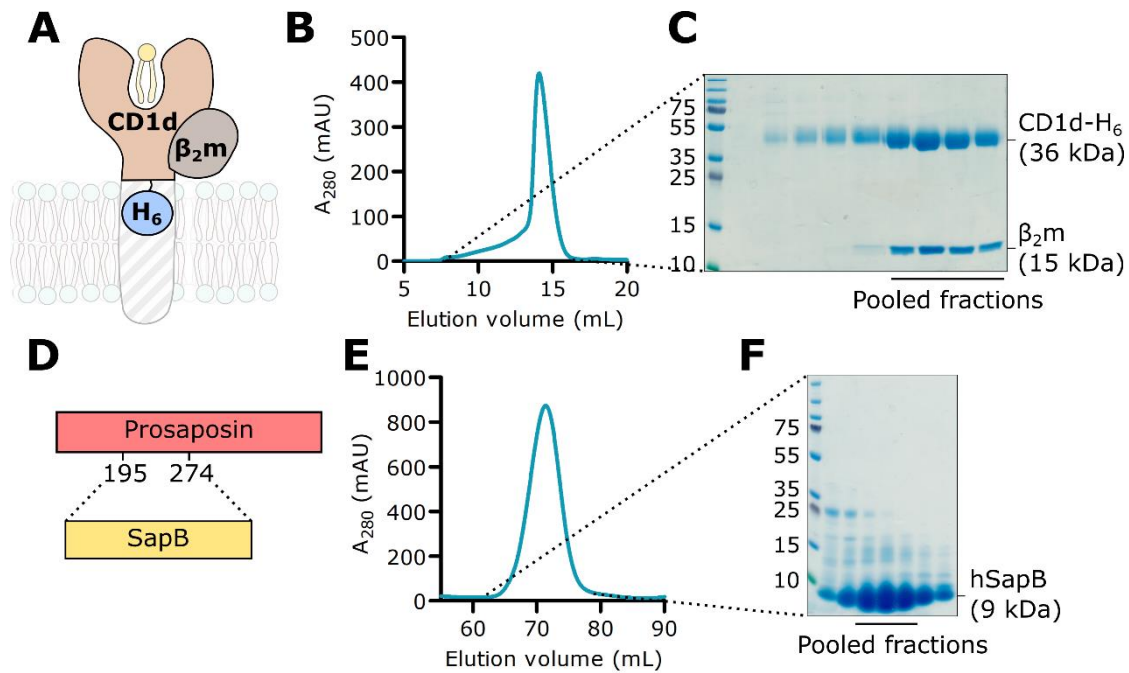 A
CD1d
β₂m
H₆
B
500
400
300
200
100
0
A₂₈₀ (mAU)
5
10
15
20
Elution volume (mL)
C
75
55
35
25
15
10
CD1d-H₆
(36 kDa)
β₂m
(15 kDa)
Pooled fractions
D
Prosaposin
195
274
SapB
E
1000
800
600
400
200
0
A₂₈₀ (mAU)
60
70
80
90
Elution volume (mL)
F
75
55
35
25
15
10
hSapB
(9 kDa)
Pooled fractions